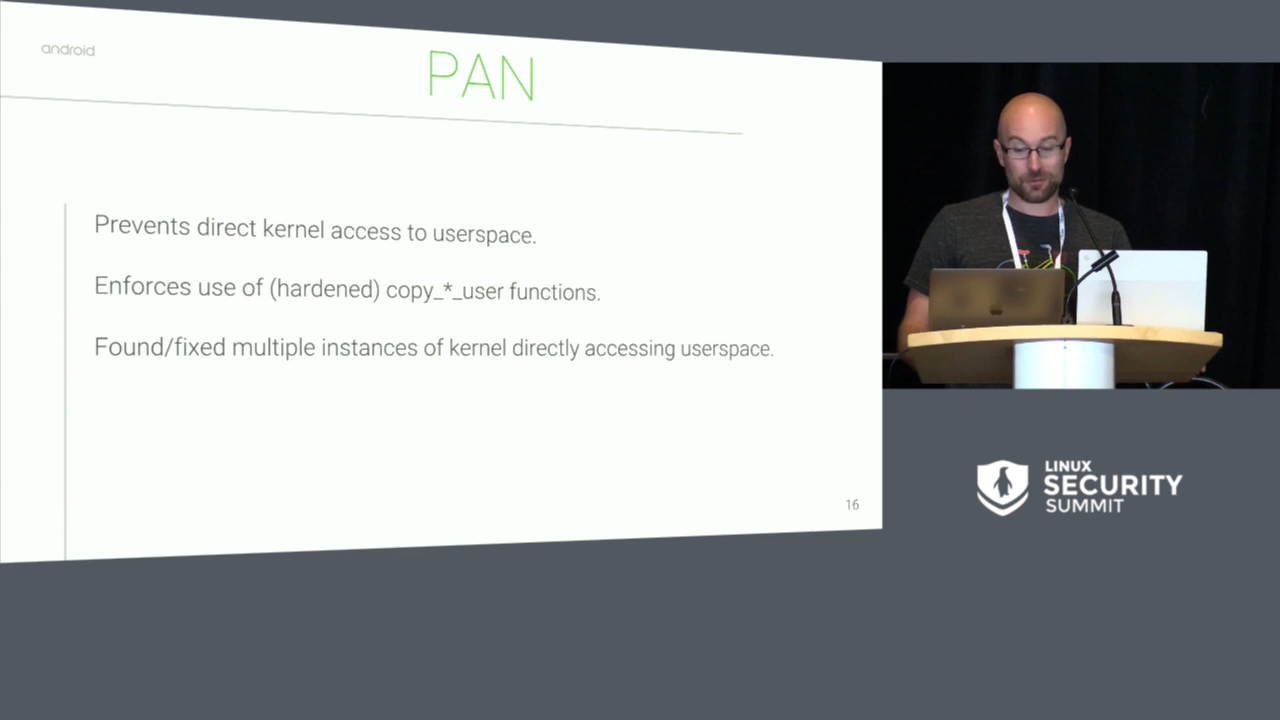 android
PAN
Prevents direct kernel access to userspace.
Enforces use of (hardened) copy_*_user functions.
Found/fixed multiple instances of kernel directly accessing userspace.
16
LINUX
SECURITY
SUMMIT